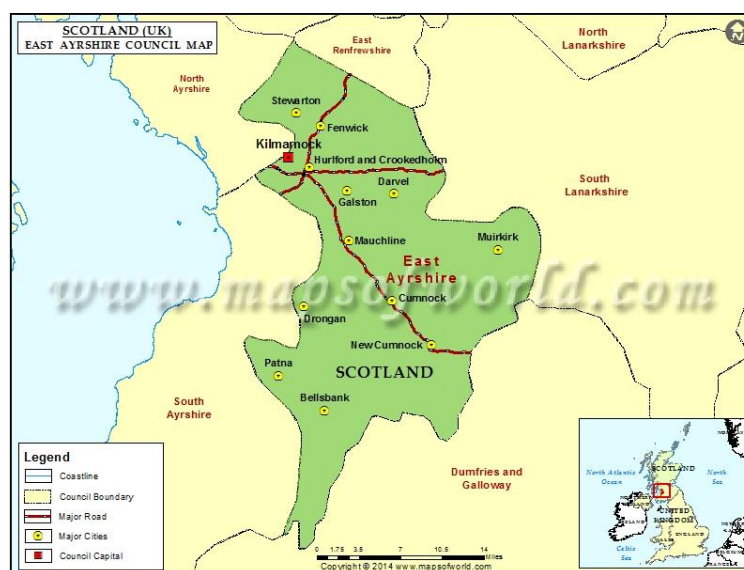 SCOTLAND (UK)
EAST AYRSHIRE COUNCIL MAP
East
Renfrewshire
North
Lanarkshire
North
Ayrshire
Stewarton
Fenwick
Kilmarnock
Hurlford and Crookedholm
Darvel
Galston
South
Lanarkshire
Mauchline
Muirkirk
East
Ayrshire
www.mapsofworld.com
Cumnock
Drongan
New Cumnock
Patna
SCOTLAND
South
Ayrshire
Bellsbank
Dumfries and
Galloway
Legend
Coastline
Council Boundary
Major Road
Major Cities
Council Capital
0 1.75 3.5 7 10.5 14
Miles
Copyright © 2014 www.mapsofworld.com
SCOTLAND
North Atlantic
Ocean
North
Sea
UNITED
KINGDOM
IRELAND
WALES
ENGLAND
Celtic
Sea